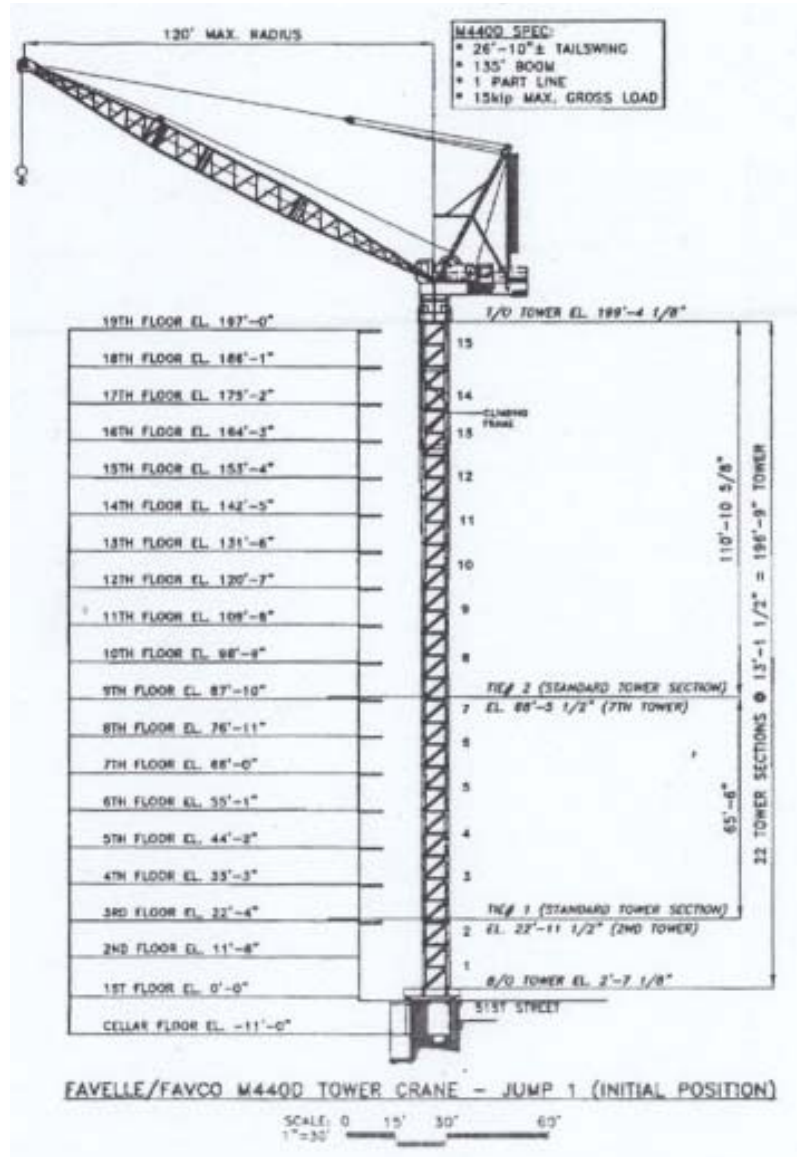 120' MAX. RADIUS
M440D SPEC:
* 26'-10"± TAILSWING
* 135' BOOM
* 1 PART LINE
* 15kip MAX. GROSS LOAD
T/O TOWER EL. 199'-4 1/8"
19TH FLOOR EL. 197'-0"
15
18TH FLOOR EL. 186'-1"
17TH FLOOR EL. 175'-2"
14
CLIMBING
FRAME
16TH FLOOR EL. 164'-3"
13
15TH FLOOR EL. 153'-4"
12
110'-10 5/8"
14TH FLOOR EL. 142'-5"
11
13TH FLOOR EL. 131'-6"
10
22 TOWER SECTIONS @ 13'-1 1/2" = 196'-9" TOWER
12TH FLOOR EL. 120'-7"
9
11TH FLOOR EL. 109'-8"
10TH FLOOR EL. 98'-9"
8
9TH FLOOR EL. 87'-10"
TIE# 2 (STANDARD TOWER SECTION)
7
EL. 88'-5 1/2" (7TH TOWER)
8TH FLOOR EL. 76'-11"
6
7TH FLOOR EL. 66'-0"
5
6TH FLOOR EL. 55'-1"
65'-6"
5TH FLOOR EL. 44'-2"
4
4TH FLOOR EL. 33'-3"
3
3RD FLOOR EL. 22'-4"
TIE# 1 (STANDARD TOWER SECTION)
2
EL. 22'-11 1/2" (2ND TOWER)
2ND FLOOR EL. 11'-6"
1
B/O TOWER EL. 2'-7 1/8"
1ST FLOOR EL. 0'-0"
51ST STREET
CELLAR FLOOR EL. -11'-0"
FAVELLE/FAVCO M440D TOWER CRANE - JUMP 1 (INITIAL POSITION)
SCALE: 0 15' 30' 60'
1"=30'